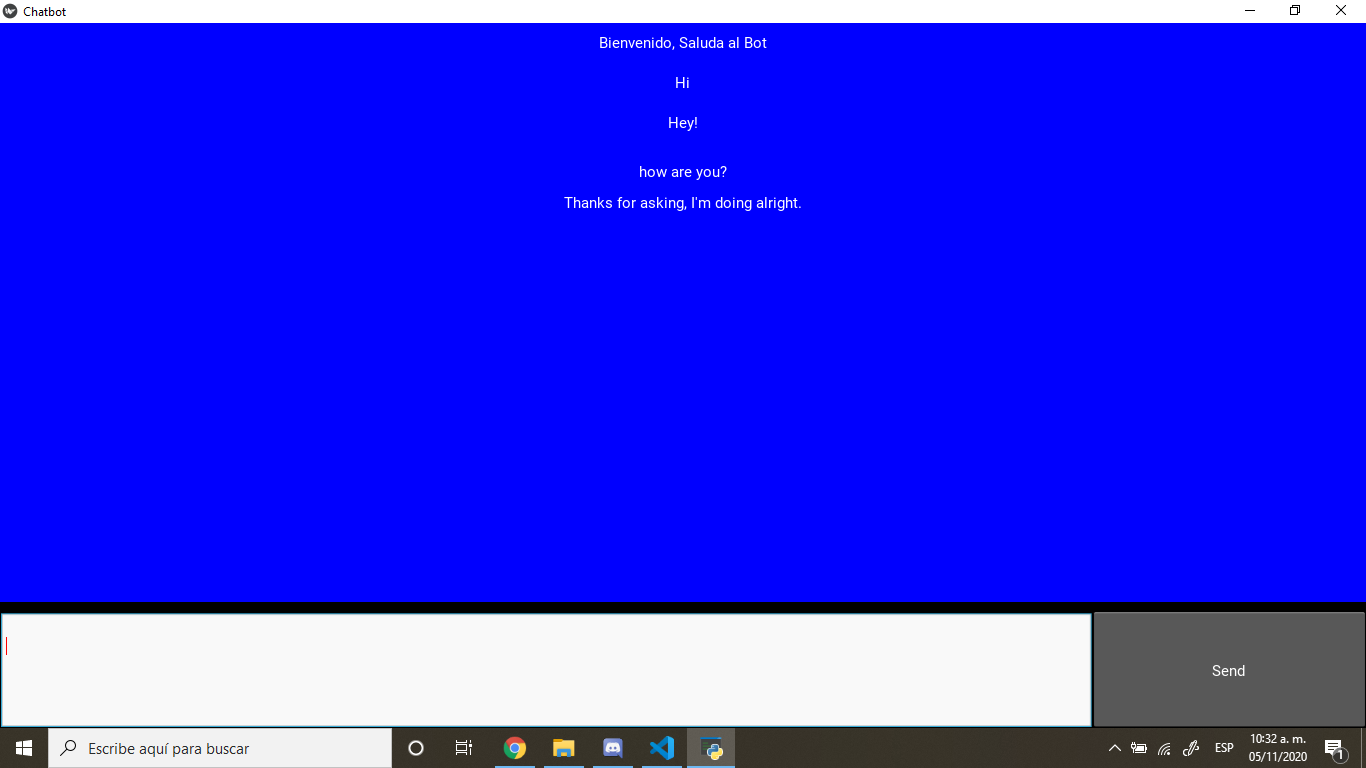 Chatbot
Bienvenido, Saluda al Bot
Hi
Hey!
how are you?
Thanks for asking, I'm doing alright.
Send
Escribe aquí para buscar
ESP
10:32 a. m.
05/11/2020
1